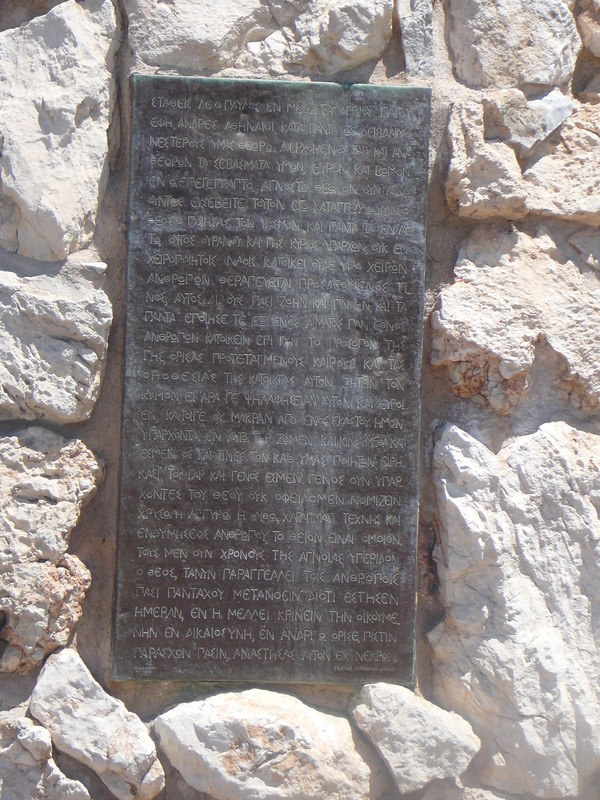 ΣΤΑΘΕΙΣ ΔΕ Ο ΠΑΥΛΟΣ ΕΝ ΜΕΣΩ ΤΟΥ ΑΡΕΙΟΥ ΠΑΓΟΥ
ΕΦΗ, ΑΝΔΡΕΣ ΑΘΗΝΑΙΟΙ ΚΑΤΑ ΠΑΝΤΑ ΩΣ ΔΕΙΣΙΔΑΙΜΟ
ΝΕΣΤΕΡΟΥΣ ΥΜΑΣ ΘΕΩΡΩ. ΔΙΕΡΧΟΜΕΝΟΣ ΓΑΡ ΚΑΙ ΑΝΑ
ΘΕΩΡΩΝ ΤΑ ΣΕΒΑΣΜΑΤΑ ΥΜΩΝ ΕΥΡΟΝ ΚΑΙ ΒΩΜΟΝ
ΕΝ Ω ΕΠΕΓΕΓΡΑΠΤΟ, ΑΓΝΩΣΤΩ ΘΕΩ. ΟΝ ΟΥΝ ΑΓΝΟ
ΟΥΝΤΕΣ ΕΥΣΕΒΕΙΤΕ ΤΟΥΤΟΝ ΕΓΩ ΚΑΤΑΓΓΕΛΛΩ ΥΜΙΝ Ο
ΘΕΟΣ Ο ΠΟΙΗΣΑΣ ΤΟΝ ΚΟΣΜΟΝ ΚΑΙ ΠΑΝΤΑ ΤΑ ΕΝ ΑΥ
ΤΩ, ΟΥΤΟΣ ΟΥΡΑΝΟΥ ΚΑΙ ΓΗΣ ΚΥΡΙΟΣ ΥΠΑΡΧΩΝ ΟΥΚ ΕΝ
ΧΕΙΡΟΠΟΙΗΤΟΙΣ ΝΑΟΙΣ ΚΑΤΟΙΚΕΙ ΟΥΔΕ ΥΠΟ ΧΕΙΡΩΝ
ΑΝΘΡΩΠΩΝ ΘΕΡΑΠΕΥΕΤΑΙ ΠΡΟΣΔΕΟΜΕΝΟΣ ΤΙ
ΝΟΣ, ΑΥΤΟΣ ΔΙΔΟΥΣ ΠΑΣΙ ΖΩΗΝ ΚΑΙ ΠΝΟΗΝ ΚΑΙ ΤΑ
ΠΑΝΤΑ ΕΠΟΙΗΣΕ ΤΕ ΕΞ ΕΝΟΣ ΑΙΜΑΤΟΣ ΠΑΝ ΕΘΝΟΣ
ΑΝΘΡΩΠΩΝ ΚΑΤΟΙΚΕΙΝ ΕΠΙ ΠΑΝ ΤΟ ΠΡΟΣΩΠΟΝ ΤΗΣ
ΓΗΣ, ΟΡΙΣΑΣ ΠΡΟΤΕΤΑΓΜΕΝΟΥΣ ΚΑΙΡΟΥΣ ΚΑΙ ΤΑΣ
ΟΡΟΘΕΣΙΑΣ ΤΗΣ ΚΑΤΟΙΚΙΑΣ ΑΥΤΩΝ, ΖΗΤΕΙΝ ΤΟΝ
ΚΥΡΙΟΝ, ΕΙ ΑΡΑ ΓΕ ΨΗΛΑΦΗΣΕΙΑΝ ΑΥΤΟΝ ΚΑΙ ΕΥΡΟΙ
ΕΝ, ΚΑΙΤΟΙΓΕ ΟΥ ΜΑΚΡΑΝ ΑΠΟ ΕΝΟΣ ΕΚΑΣΤΟΥ ΗΜΩΝ
ΥΠΑΡΧΟΝΤΑ. ΕΝ ΑΥΤΩ ΓΑΡ ΖΩΜΕΝ ΚΑΙ ΚΙΝΟΥΜΕΘΑ ΚΑΙ
ΕΣΜΕΝ ΩΣ ΚΑΙ ΤΙΝΕΣ ΤΩΝ ΚΑΘ ΥΜΑΣ ΠΟΙΗΤΩΝ ΕΙΡΗ
ΚΑΣΙ ΤΟΥ ΓΑΡ ΚΑΙ ΓΕΝΟΣ ΕΣΜΕΝ ΓΕΝΟΣ ΟΥΝ ΥΠΑΡ
ΧΟΝΤΕΣ ΤΟΥ ΘΕΟΥ ΟΥΚ ΟΦΕΙΛΟΜΕΝ ΝΟΜΙΖΕΙΝ
ΧΡΥΣΩ, Η ΑΡΓΥΡΩ Η ΛΙΘΩ, ΧΑΡΑΓΜΑΤΙ ΤΕΧΝΗΣ ΚΑΙ
ΕΝΘΥΜΗΣΕΩΣ ΑΝΘΡΩΠΟΥ, ΤΟ ΘΕΙΟΝ ΕΙΝΑΙ ΟΜΟΙΟΝ.
ΤΟΥΣ ΜΕΝ ΟΥΝ ΧΡΟΝΟΥΣ ΤΗΣ ΑΓΝΟΙΑΣ ΥΠΕΡΙΔΩΝ
Ο ΘΕΟΣ, ΤΑΝΥΝ ΠΑΡΑΓΓΕΛΛΕΙ ΤΟΙΣ ΑΝΘΡΩΠΟΙΣ
ΠΑΣΙ ΠΑΝΤΑΧΟΥ ΜΕΤΑΝΟΕΙΝ ΔΙΟΤΙ ΕΣΤΗΣΕΝ
ΗΜΕΡΑΝ, ΕΝ Η ΜΕΛΛΕΙ ΚΡΙΝΕΙΝ ΤΗΝ ΟΙΚΟΥΜΕ
ΝΗΝ ΕΝ ΔΙΚΑΙΟΣΥΝΗ, ΕΝ ΑΝΔΡΙ Ω ΩΡΙΣΕ, ΠΙΣΤΙΝ
ΠΑΡΑΣΧΩΝ ΠΑΣΙΝ, ΑΝΑΣΤΗΣΑΣ ΑΥΤΟΝ ΕΚ ΝΕΚΡΩΝ